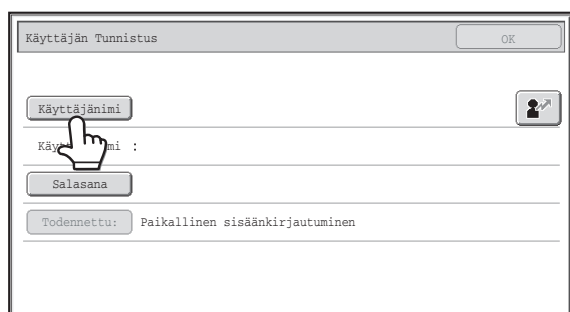 Käyttäjän Tunnistus OK
Käyttäjänimi
:
Salasana
Todennettu: Paikallinen sisäänkirjautuminen